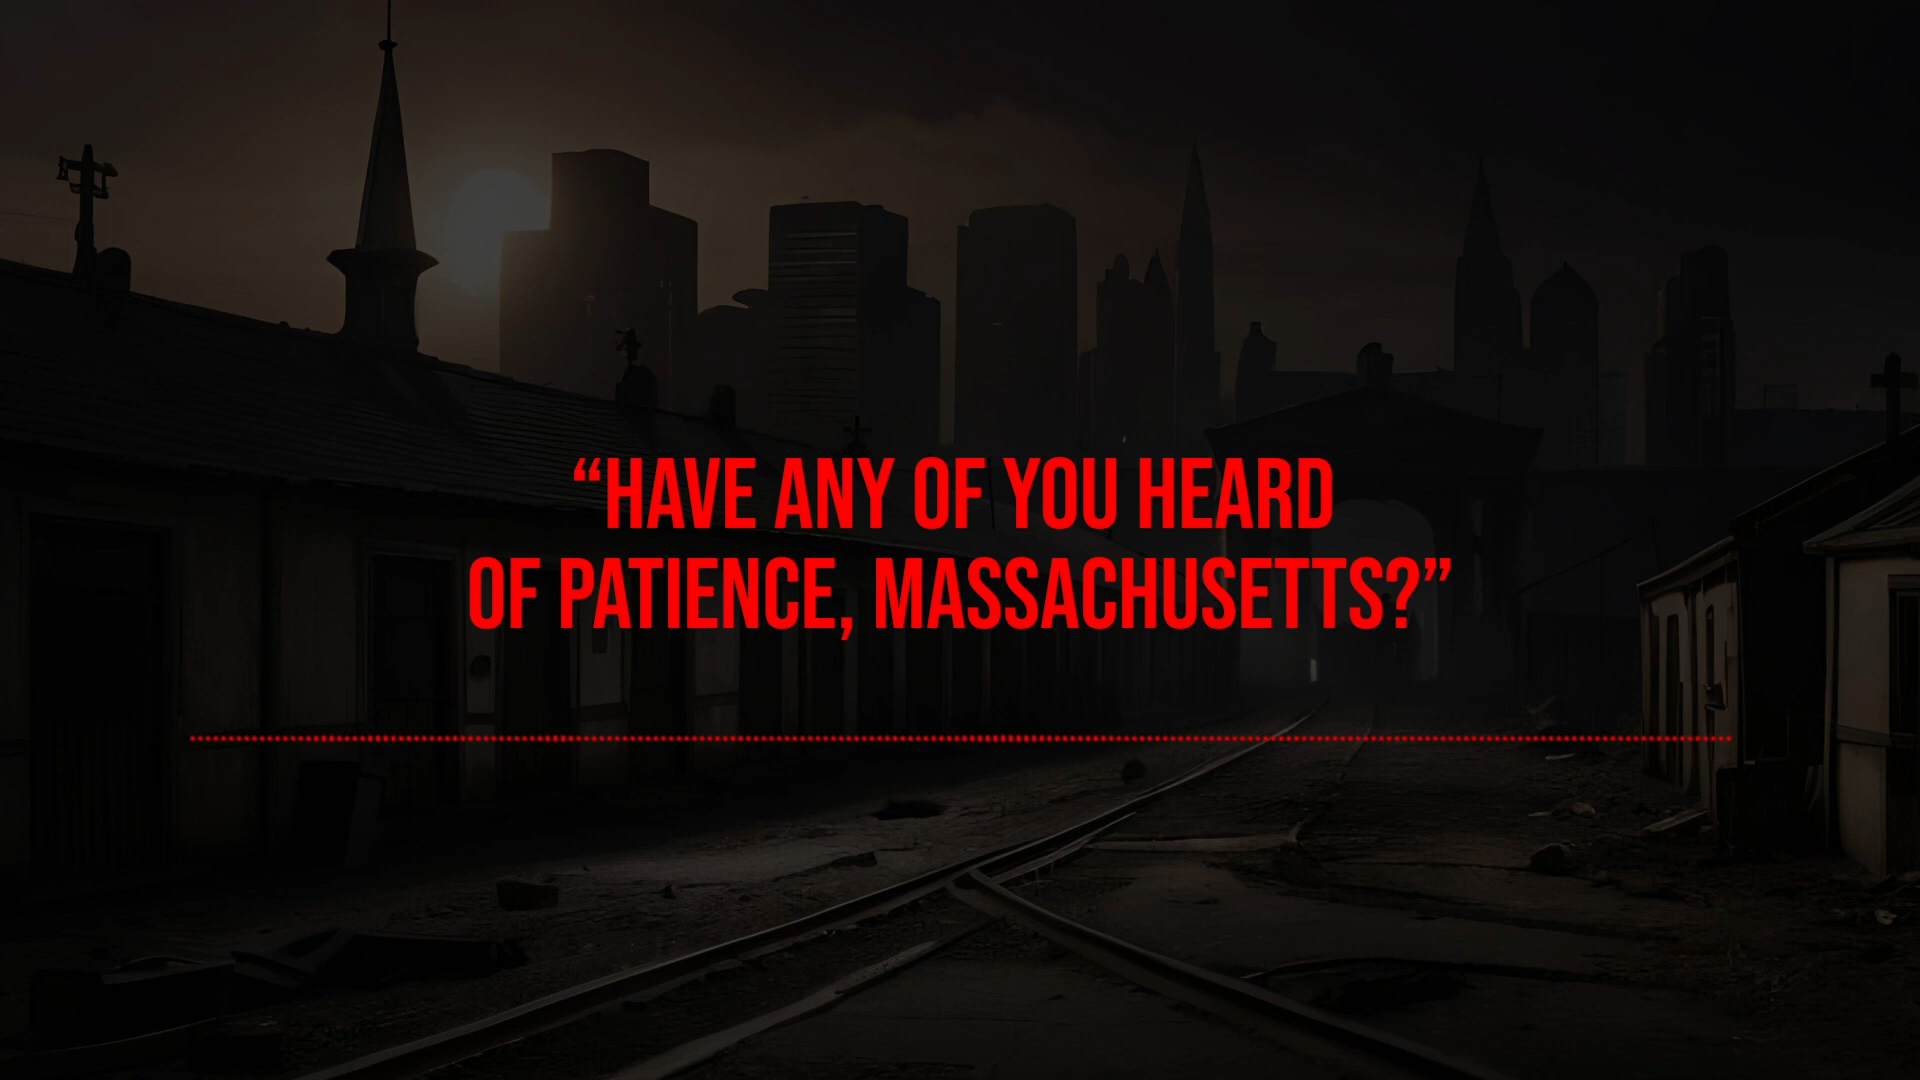 “HAVE ANY OF YOU HEARD
OF PATIENCE, MASSACHUSETTS?”